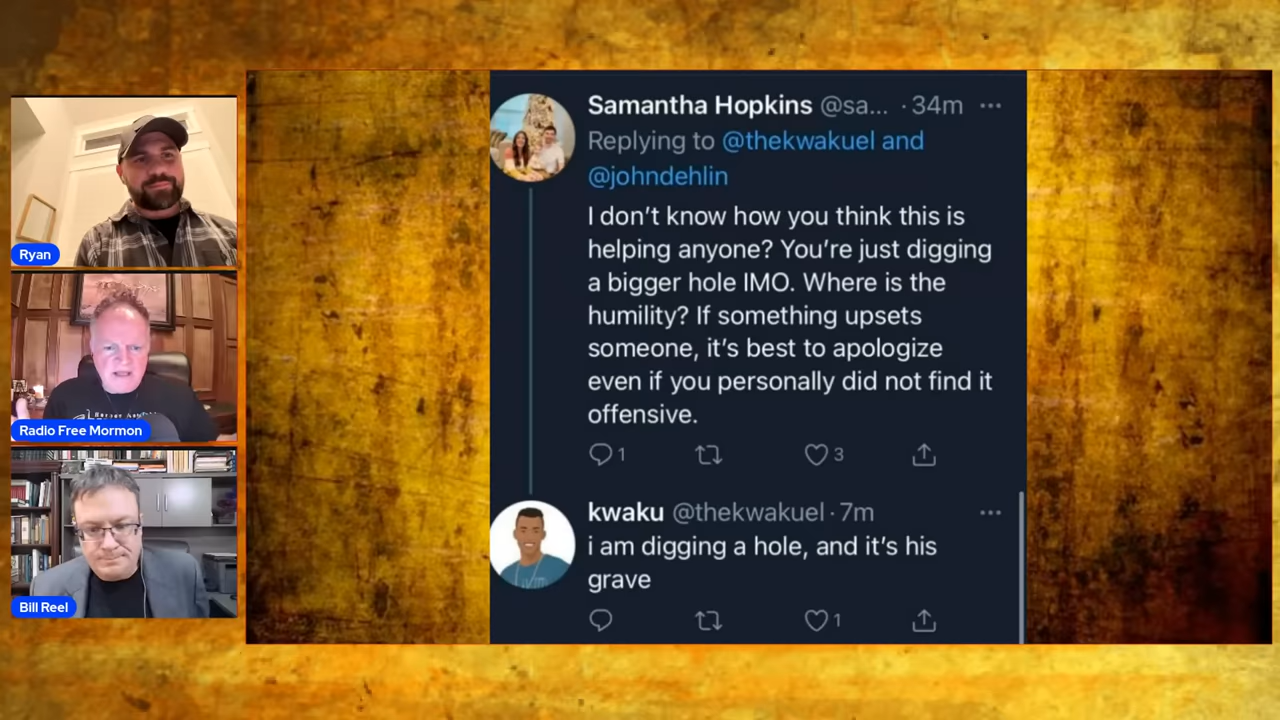 Ryan
Radio Free Mormon
Bill Reel
Samantha Hopkins @sa... · 34m
Replying to @thekwakuel and
@johndehlin
I don’t know how you think this is
helping anyone? You’re just digging
a bigger hole IMO. Where is the
humility? If something upsets
someone, it’s best to apologize
even if you personally did not find it
offensive.
1 3
kwaku @thekwakuel · 7m
i am digging a hole, and it’s his
grave
1